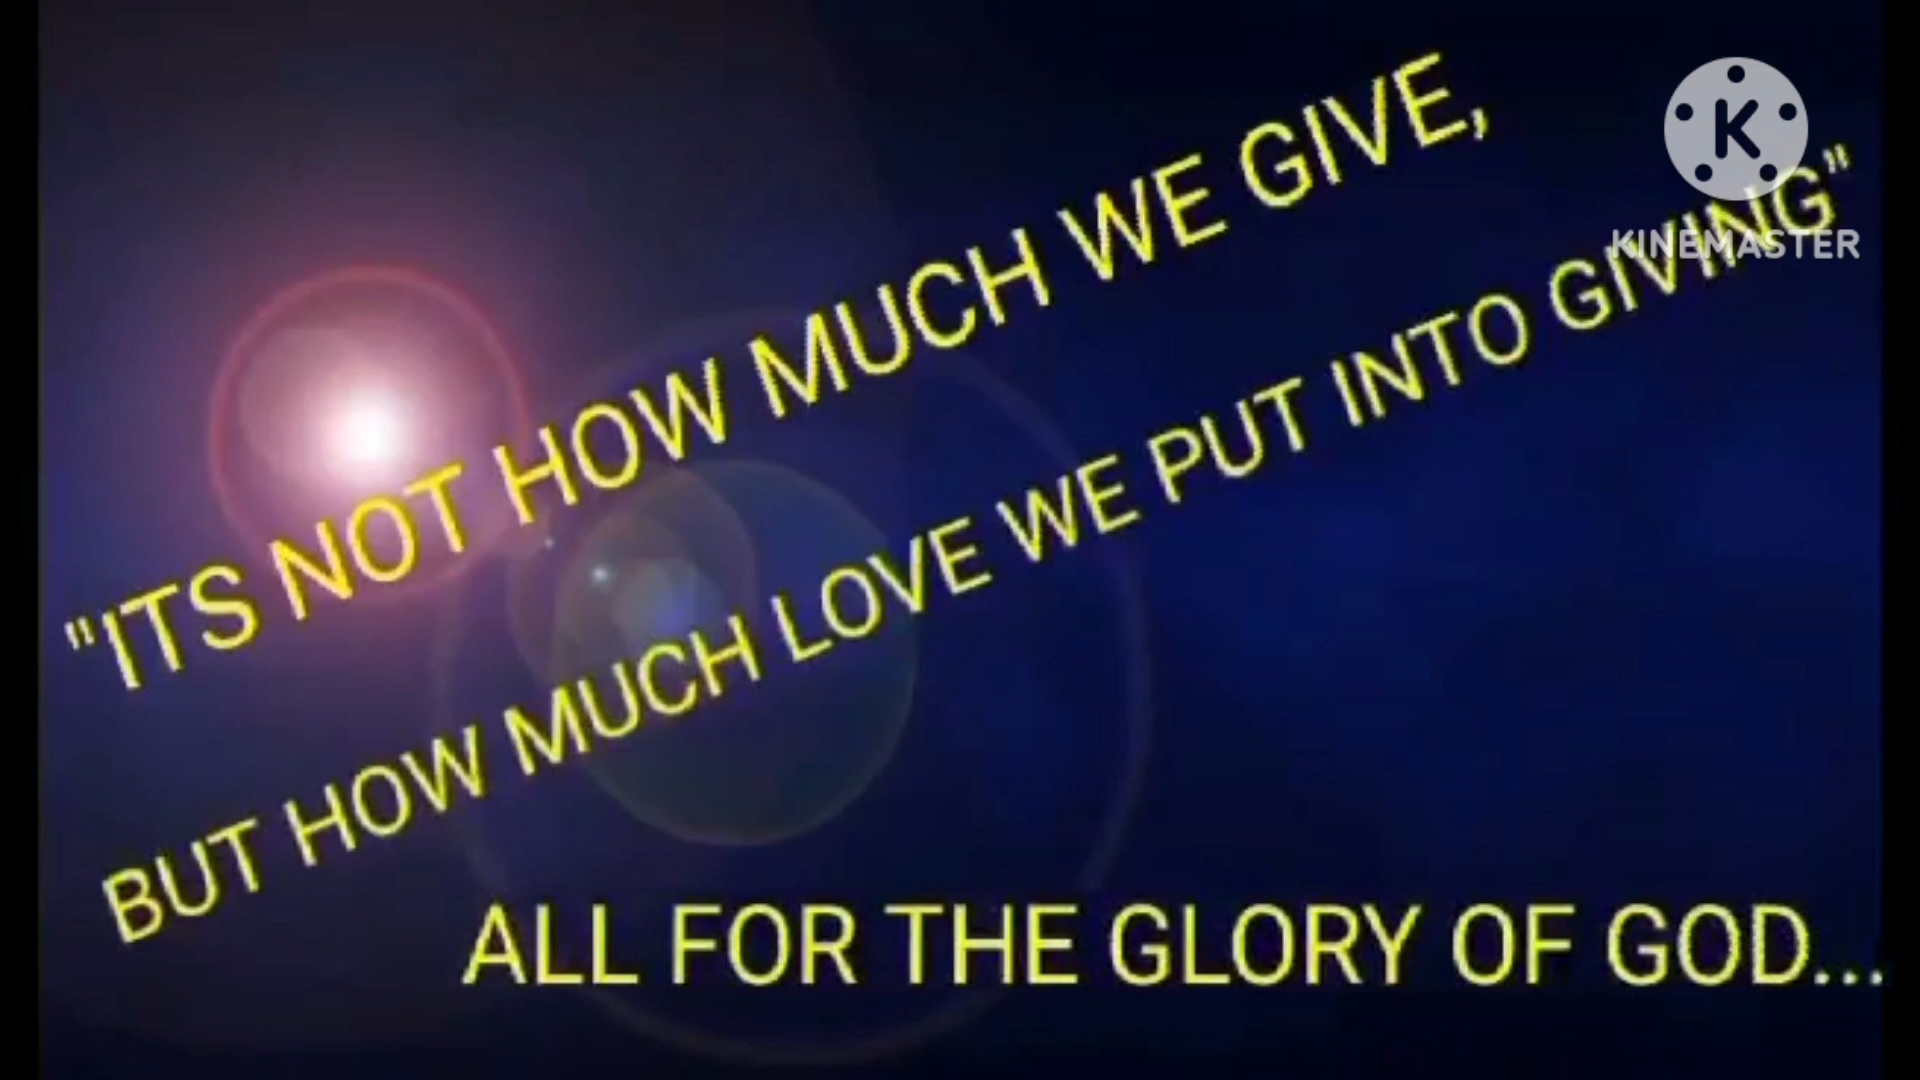 "ITS NOT HOW MUCH WE GIVE,
BUT HOW MUCH LOVE WE PUT INTO GIVING"
ALL FOR THE GLORY OF GOD...
K
KINEMASTER